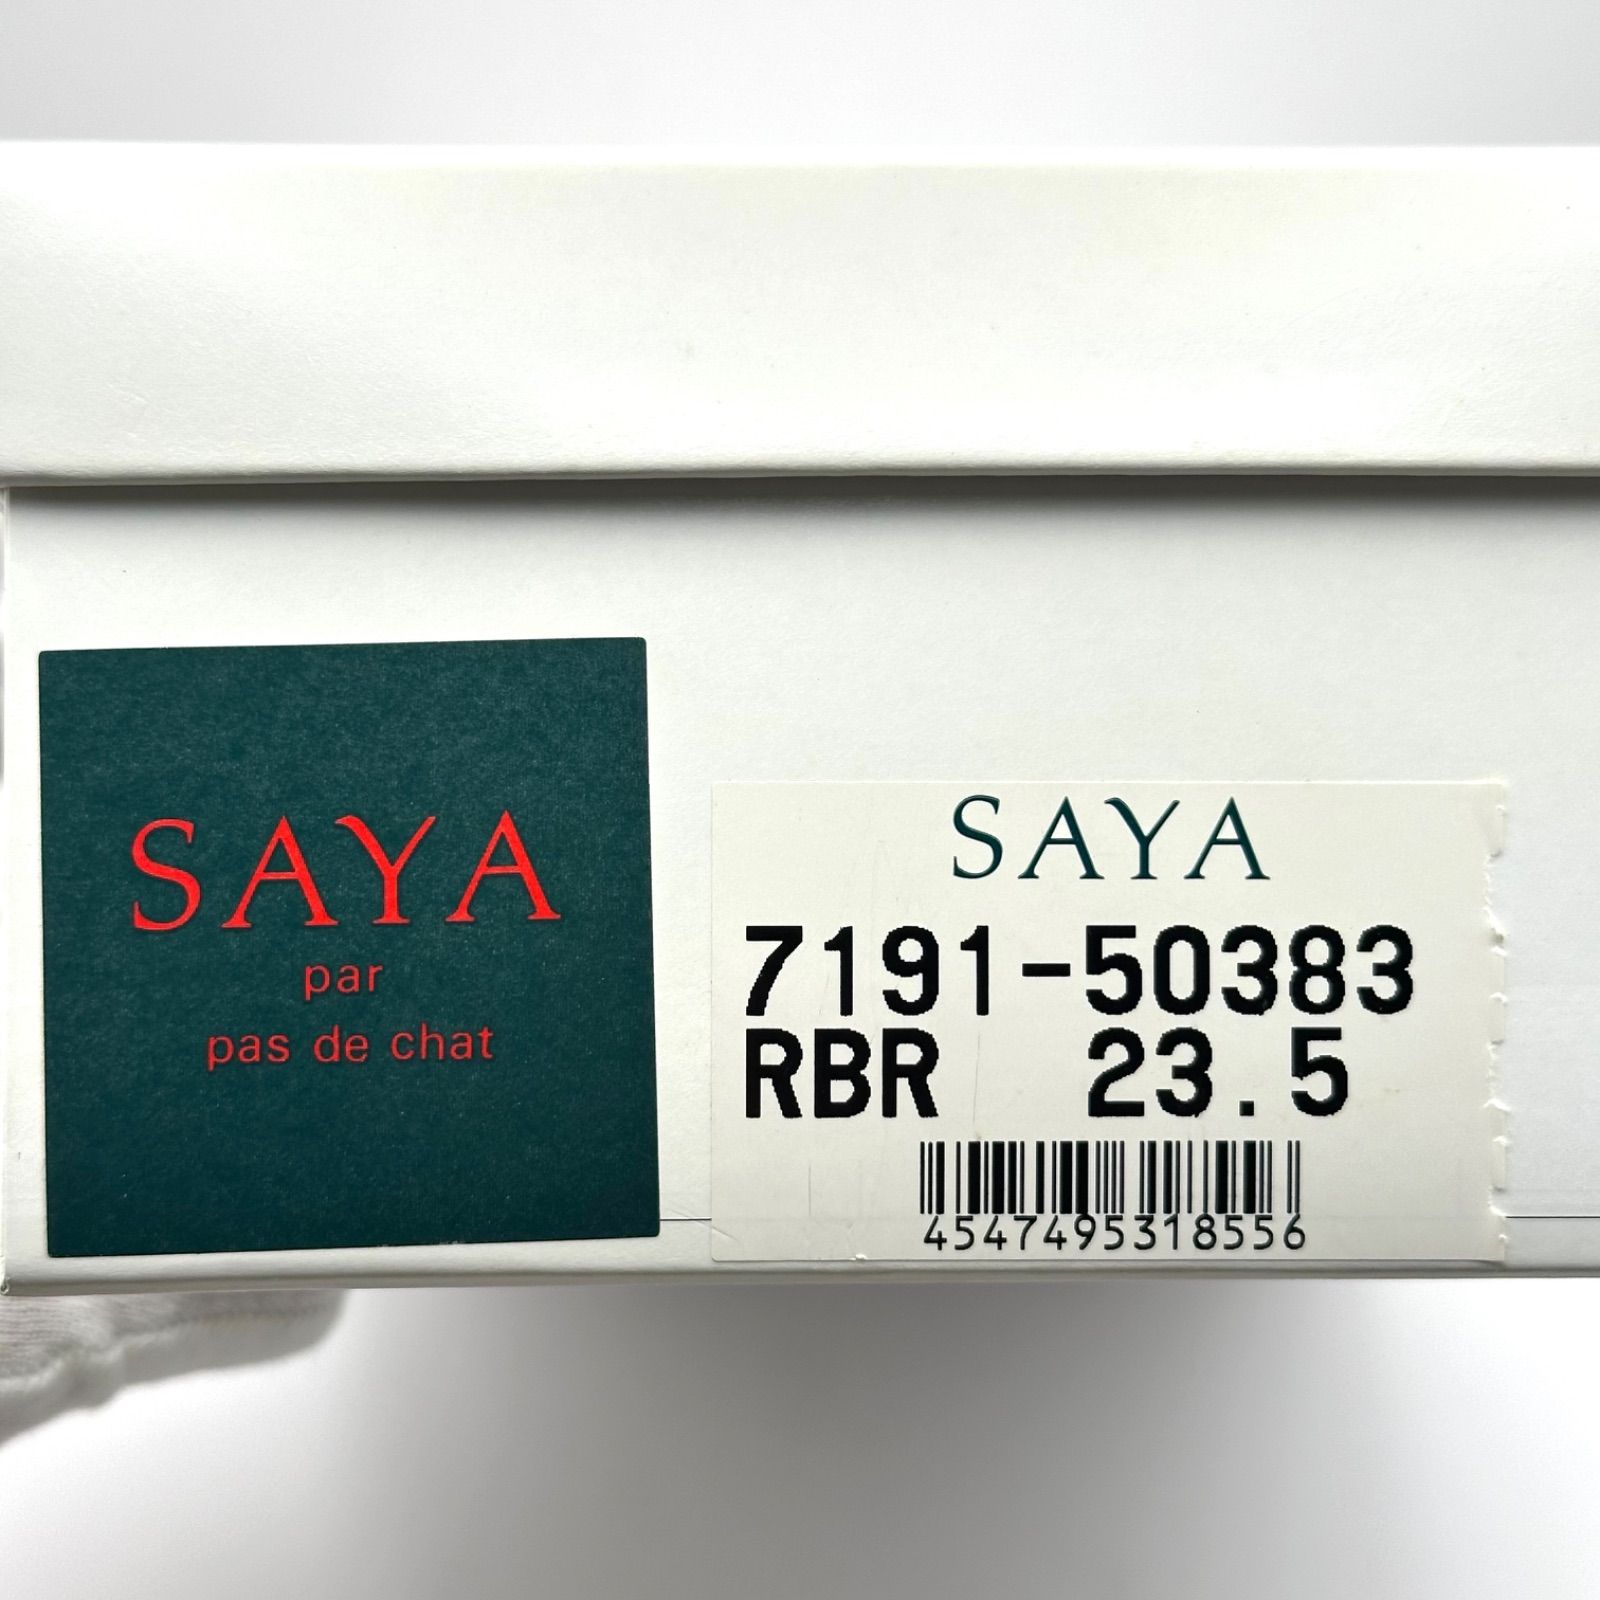 SAYA
par
pas de chat
SAYA
7191-50383
RBR 23.5
4547495318556